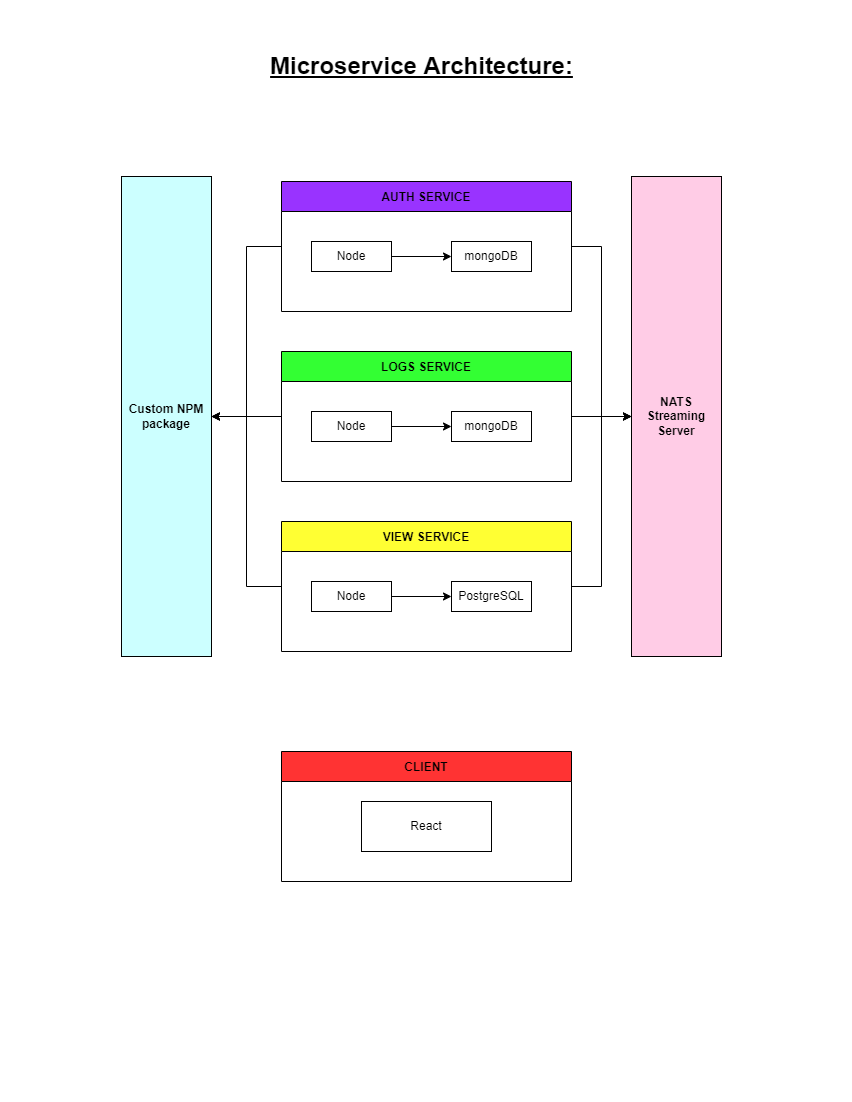 Microservice Architecture:
AUTH SERVICE
Node
mongoDB
LOGS SERVICE
Node
mongoDB
Custom NPM
package
NATS
Streaming
Server
VIEW SERVICE
Node
PostgreSQL
CLIENT
React